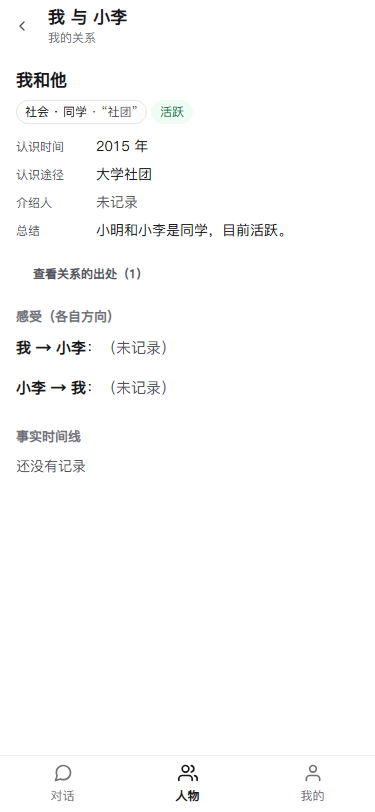 我 与 小李
我的关系
我和他
社会 · 同学 · “社团” 活跃
认识时间 2015 年
认识途径 大学社团
介绍人 未记录
总结 小明和小李是同学，目前活跃。
查看关系的出处（1）
感受（各自方向）
我 → 小李： （未记录）
小李 → 我： （未记录）
事实时间线
还没有记录
对话 人物 我的